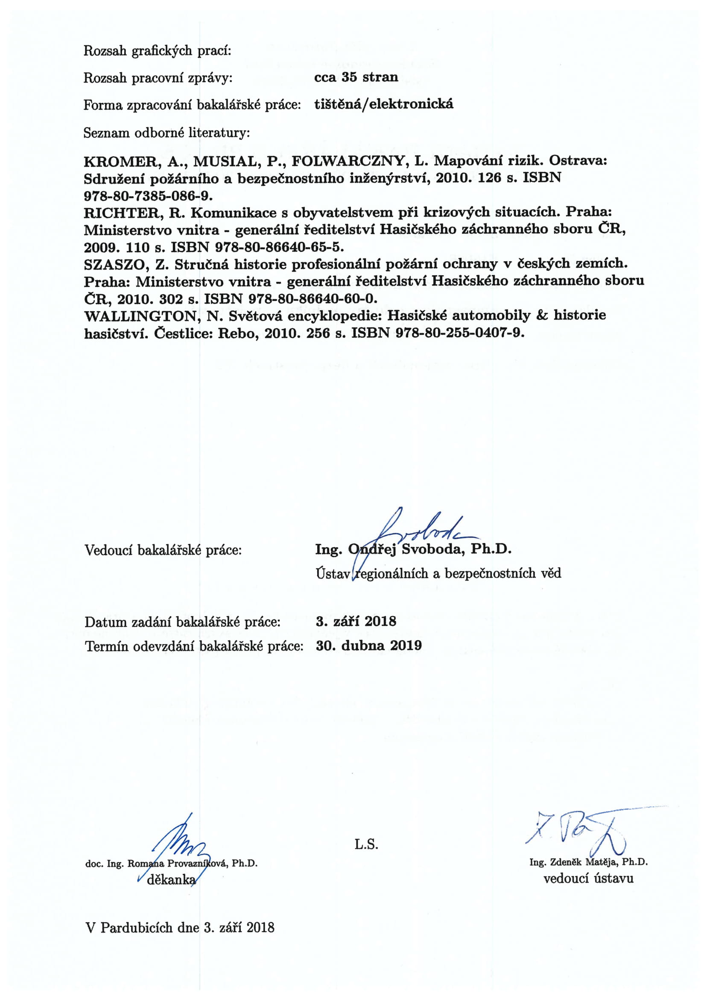 Rozsah grafických prací:
Rozsah pracovní zprávy: cca 35 stran
Forma zpracování bakalářské práce: tištěná/elektronická
Seznam odborné literatury:
KROMER, A., MUSIAL, P., FOLWARCZNY, L. Mapování rizik. Ostrava:
Sdružení požárního a bezpečnostního inženýrství, 2010. 126 s. ISBN
978-80-7385-086-9.
RICHTER, R. Komunikace s obyvatelstvem při krizových situacích. Praha:
Ministerstvo vnitra - generální ředitelství Hasičského záchranného sboru ČR,
2009. 110 s. ISBN 978-80-86640-65-5.
SZASZO, Z. Stručná historie profesionální požární ochrany v českých zemích.
Praha: Ministerstvo vnitra - generální ředitelství Hasičského záchranného sboru
ČR, 2010. 302 s. ISBN 978-80-86640-60-0.
WALLINGTON, N. Světová encyklopedie: Hasičské automobily & historie
hasičství. Čestlice: Rebo, 2010. 256 s. ISBN 978-80-255-0407-9.
Svoboda
Vedoucí bakalářské práce: Ing. Ondřej Svoboda, Ph.D.
Ústav regionálních a bezpečnostních věd
Datum zadání bakalářské práce: 3. září 2018
Termín odevzdání bakalářské práce: 30. dubna 2019
L.S.
doc. Ing. Romana Provazníková, Ph.D.
děkanka
Ing. Zdeněk Matěja, Ph.D.
vedoucí ústavu
V Pardubicích dne 3. září 2018